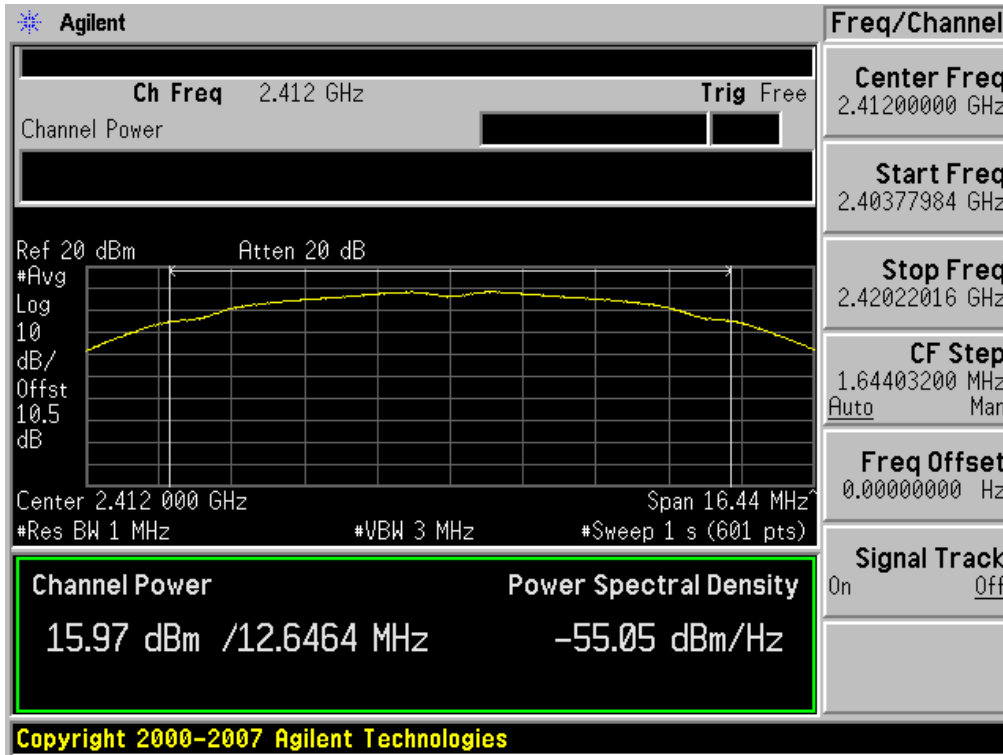 Agilent
Freq/Channel
Ch Freq 2.412 GHz Trig Free
Channel Power
Center Freq
2.41200000 GHz
Start Freq
2.40377984 GHz
Stop Freq
2.42022016 GHz
CF Step
1.64403200 MHz
Auto Man
Freq Offset
0.00000000 Hz
Signal Track
On Off
Ref 20 dBm Atten 20 dB
#Avg
Log
10
dB/
Offst
10.5
dB
Center 2.412 000 GHz Span 16.44 MHz^
#Res BW 1 MHz #VBW 3 MHz #Sweep 1 s (601 pts)
Channel Power Power Spectral Density
15.97 dBm /12.6464 MHz -55.05 dBm/Hz
Copyright 2000-2007 Agilent Technologies